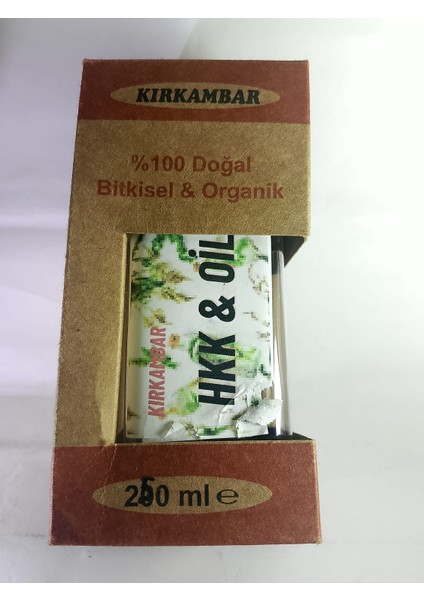 KIRKAMBAR
%100 Doğal
Bitkisel & Organik
KIRKAMBAR
HKK & OİL
250 ml e